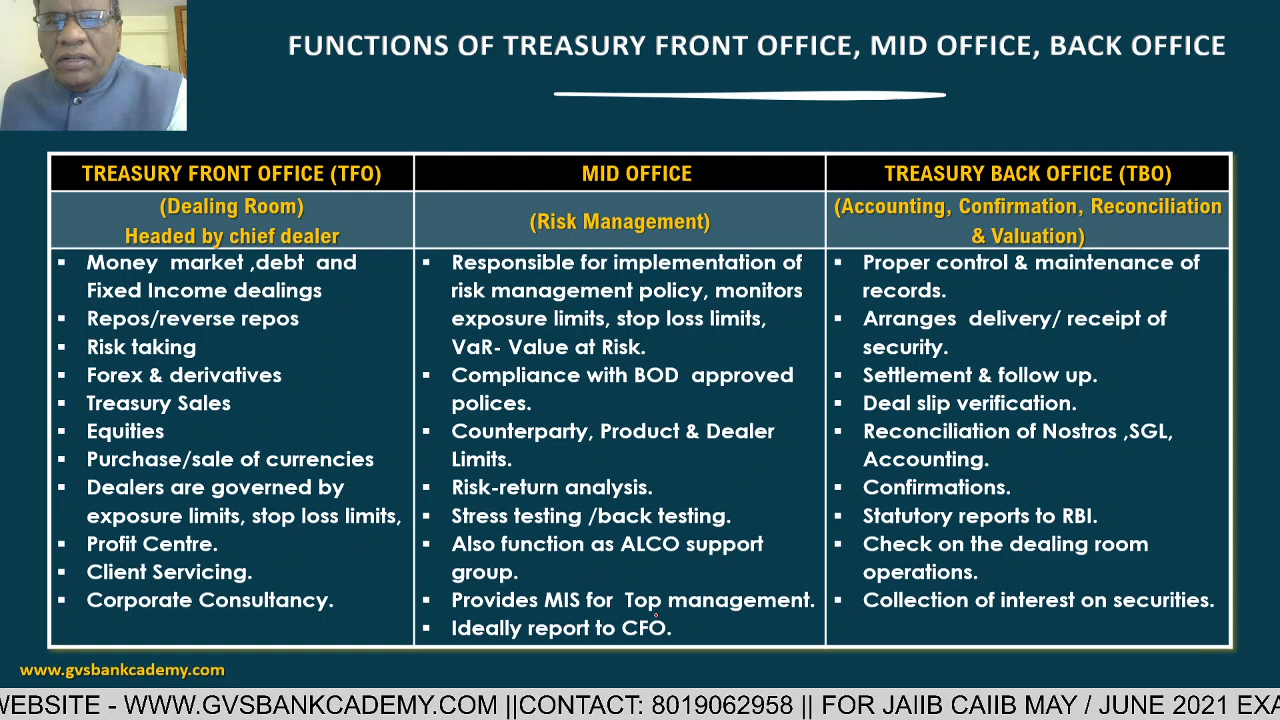 FUNCTIONS OF TREASURY FRONT OFFICE, MID OFFICE, BACK OFFICE
TREASURY FRONT OFFICE (TFO)
(Dealing Room)
Headed by chief dealer
▪ Money market ,debt and
Fixed Income dealings
▪ Repos/reverse repos
▪ Risk taking
▪ Forex & derivatives
▪ Treasury Sales
▪ Equities
▪ Purchase/sale of currencies
▪ Dealers are governed by
exposure limits, stop loss limits,
▪ Profit Centre.
▪ Client Servicing.
▪ Corporate Consultancy.
MID OFFICE
(Risk Management)
▪ Responsible for implementation of
risk management policy, monitors
exposure limits, stop loss limits,
VaR- Value at Risk.
▪ Compliance with BOD approved
polices.
▪ Counterparty, Product & Dealer
Limits.
▪ Risk-return analysis.
▪ Stress testing /back testing.
▪ Also function as ALCO support
group.
▪ Provides MIS for Top management.
▪ Ideally report to CFO.
TREASURY BACK OFFICE (TBO)
(Accounting, Confirmation, Reconciliation
& Valuation)
▪ Proper control & maintenance of
records.
▪ Arranges delivery/ receipt of
security.
▪ Settlement & follow up.
▪ Deal slip verification.
▪ Reconciliation of Nostros ,SGL,
Accounting.
▪ Confirmations.
▪ Statutory reports to RBI.
▪ Check on the dealing room
operations.
▪ Collection of interest on securities.
www.gvsbankcademy.com
WEBSITE - WWW.GVSBANKCADEMY.COM ||CONTACT: 8019062958 || FOR JAIIB CAIIB MAY / JUNE 2021 EXA